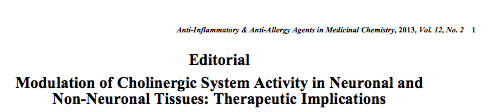 Anti-Inflammatory & Anti-Allergy Agents in Medicinal Chemistry, 2013, Vol. 12, No. 2 1
Editorial
Modulation of Cholinergic System Activity in Neuronal and
Non-Neuronal Tissues: Therapeutic Implications